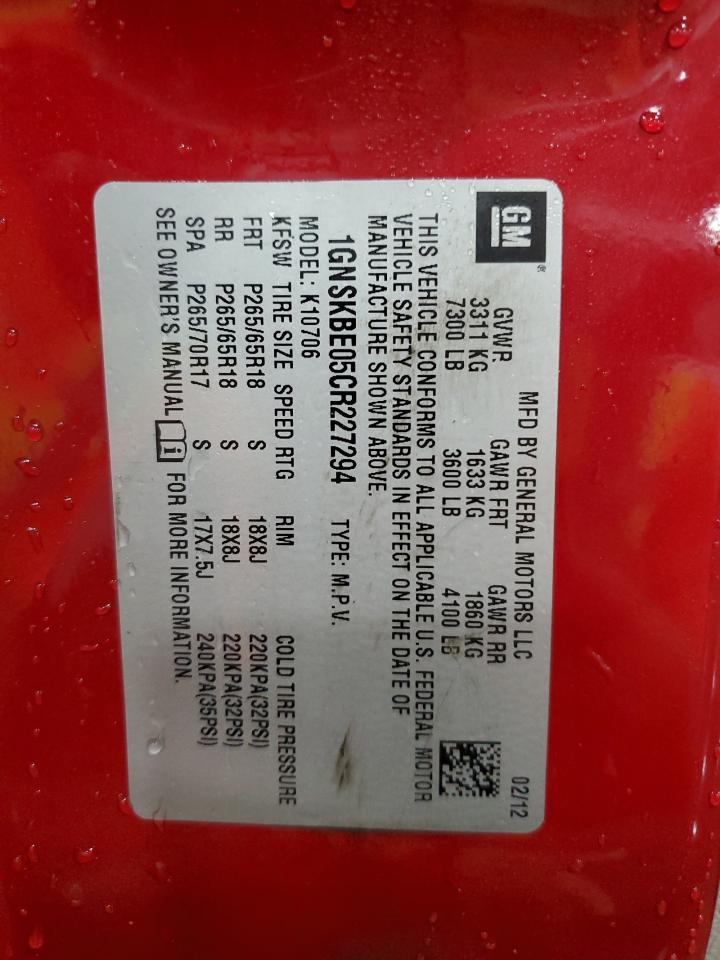 GM®
MFD BY GENERAL MOTORS LLC 02/12
GVWR GAWR FRT GAWR RR
3311 KG 1633 KG 1860 KG
7300 LB 3600 LB 4100 LB
THIS VEHICLE CONFORMS TO ALL APPLICABLE U.S. FEDERAL MOTOR
VEHICLE SAFETY STANDARDS IN EFFECT ON THE DATE OF
MANUFACTURE SHOWN ABOVE.
1GNSKBE05CR227294 TYPE: M.P.V.
MODEL: K10706
KFSW TIRE SIZE SPEED RTG RIM COLD TIRE PRESSURE
FRT P265/65R18 S 18X8J 220KPA(32PSI)
RR P265/65R18 S 18X8J 220KPA(32PSI)
SPA P265/70R17 S 17X7.5J 240KPA(35PSI)
SEE OWNER'S MANUAL FOR MORE INFORMATION.